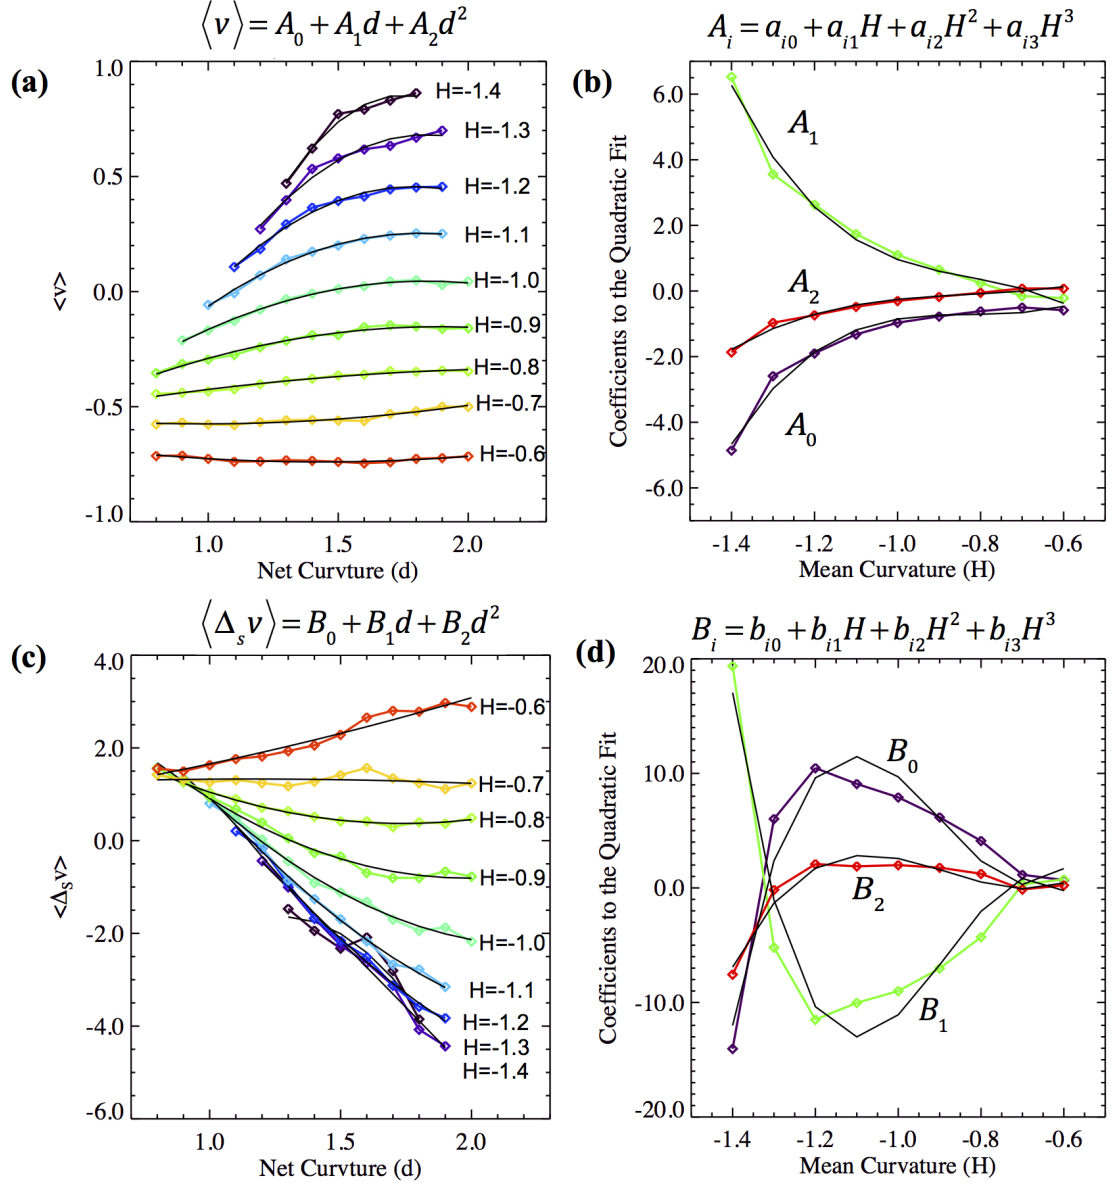 ⟨v⟩ = A₀ + A₁d + A₂d²
(a)
1.0
0.5
0.0
-0.5
-1.0
<v>
H=-1.4
H=-1.3
H=-1.2
H=-1.1
H=-1.0
H=-0.9
H=-0.8
H=-0.7
H=-0.6
1.0 1.5 2.0
Net Curvture (d)
Aᵢ = aᵢ₀ + aᵢ₁H + aᵢ₂H² + aᵢ₃H³
(b)
6.0
4.0
2.0
0.0
-2.0
-4.0
-6.0
Coefficients to the Quadratic Fit
A₁
A₂
A₀
-1.4 -1.2 -1.0 -0.8 -0.6
Mean Curvature (H)
⟨Δₛv⟩ = B₀ + B₁d + B₂d²
(c)
4.0
2.0
0.0
-2.0
-4.0
-6.0
<Δₛv>
H=-0.6
H=-0.7
H=-0.8
H=-0.9
H=-1.0
H=-1.1
H=-1.2
H=-1.3
H=-1.4
1.0 1.5 2.0
Net Curvture (d)
Bᵢ = bᵢ₀ + bᵢ₁H + bᵢ₂H² + bᵢ₃H³
(d)
20.0
10.0
0.0
-10.0
-20.0
Coefficients to the Quadratic Fit
B₀
B₂
B₁
-1.4 -1.2 -1.0 -0.8 -0.6
Mean Curvature (H)